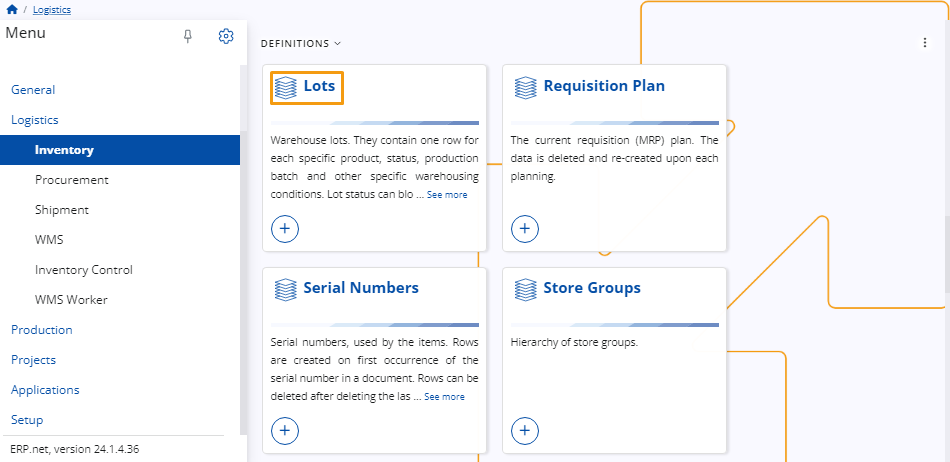 / Logistics
Menu
General
Logistics
Inventory
Procurement
Shipment
WMS
Inventory Control
WMS Worker
Production
Projects
Applications
Setup
ERP.net, version 24.1.4.36
DEFINITIONS
Lots
Warehouse lots. They contain one row for
each specific product, status, production
batch and other specific warehousing
conditions. Lot status can blo ... See more
Requisition Plan
The current requisition (MRP) plan. The
data is deleted and re-created upon each
planning.
Serial Numbers
Serial numbers, used by the items. Rows
are created on first occurrence of the
serial number in a document. Rows can be
deleted after deleting the las ... See more
Store Groups
Hierarchy of store groups.